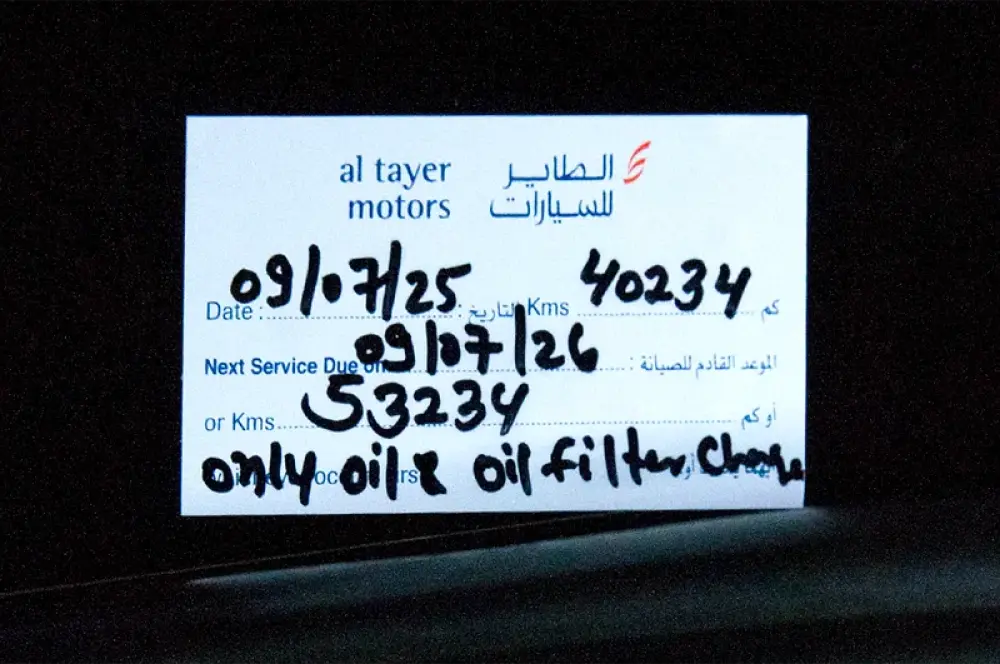 al tayer الطاير
motors للسيارات
Date : 09/07/25 التاريخ : Kms 40234 كم
Next Service Due on 09/07/26 الموعد القادم للصيانة :
or Kms 53234 أو كم
only oil & oil filter change